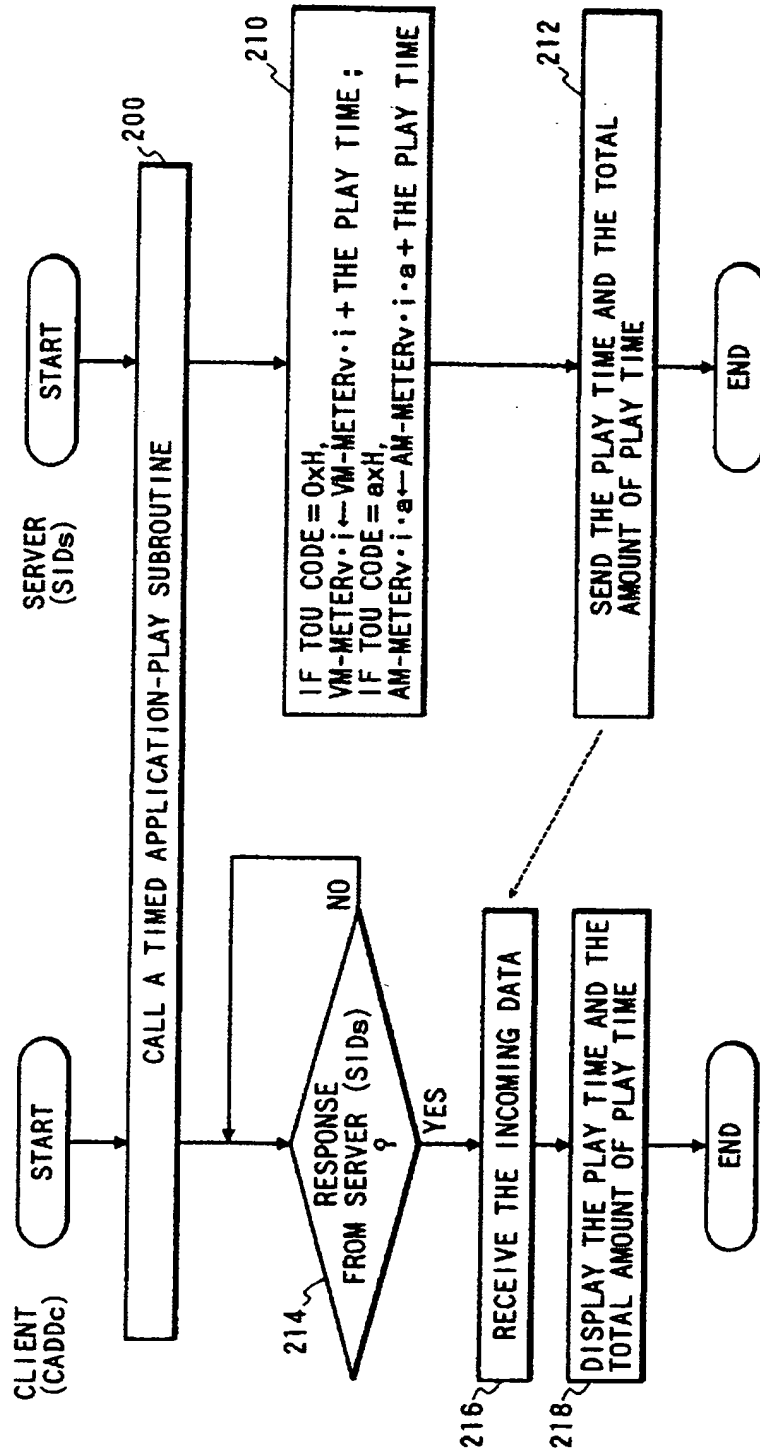 CLIENT
(CADDc)
SERVER
(SIDs)
START
START
CALL A TIMED APPLICATION-PLAY SUBROUTINE
200
RESPONSE
FROM SERVER (SIDs)
?
214
NO
YES
IF TOU CODE=0xH,
VM-METERv·i←VM-METERv·i+THE PLAY TIME;
IF TOU CODE=axH,
AM-METERv·i·a←AM-METERv·i·a+THE PLAY TIME
210
SEND THE PLAY TIME AND THE TOTAL
AMOUNT OF PLAY TIME
212
RECEIVE THE INCOMING DATA
216
DISPLAY THE PLAY TIME AND THE
TOTAL AMOUNT OF PLAY TIME
218
END
END